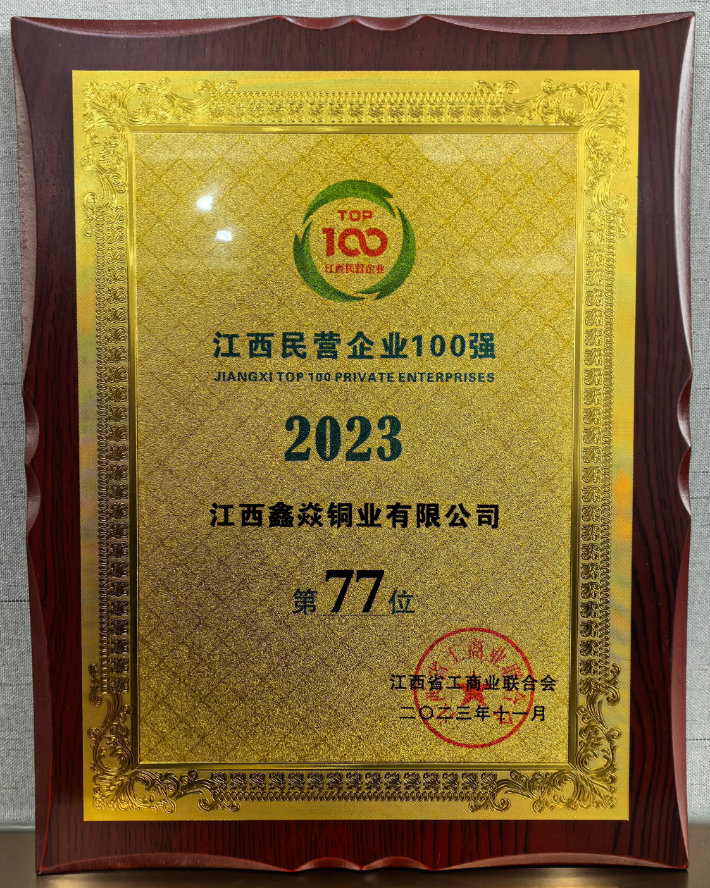 TOP
100
江西民营企业
江西民营企业100强
JIANGXI TOP 100 PRIVATE ENTERPRISES
2023
江西鑫焱铜业有限公司
第77位
江西省工商业联合会
二〇二三年十一月